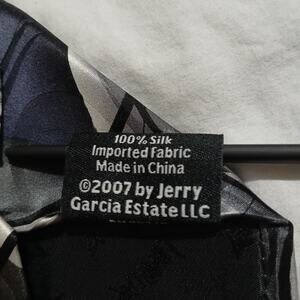 100% Silk
Imported Fabric
Made in China
©2007 by Jerry
Garcia Estate LLC